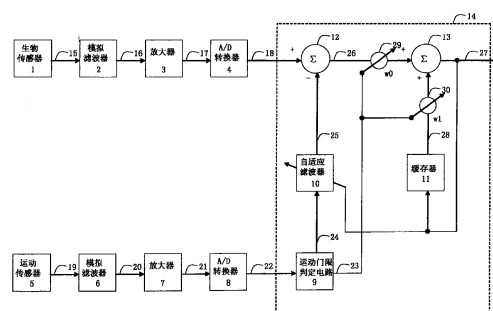 14
12
13
29
生物
传感器
1
15
模拟
滤波器
2
16
放大器
3
17
A/D
转换器
4
18
+
Σ
26
w0
+
Σ
27
−
+
30
w1
25
28
自适应
滤波器
10
缓存器
11
24
运动
传感器
5
19
模拟
滤波器
6
20
放大器
7
21
A/D
转换器
8
22
运动门限
判定电路
9
23